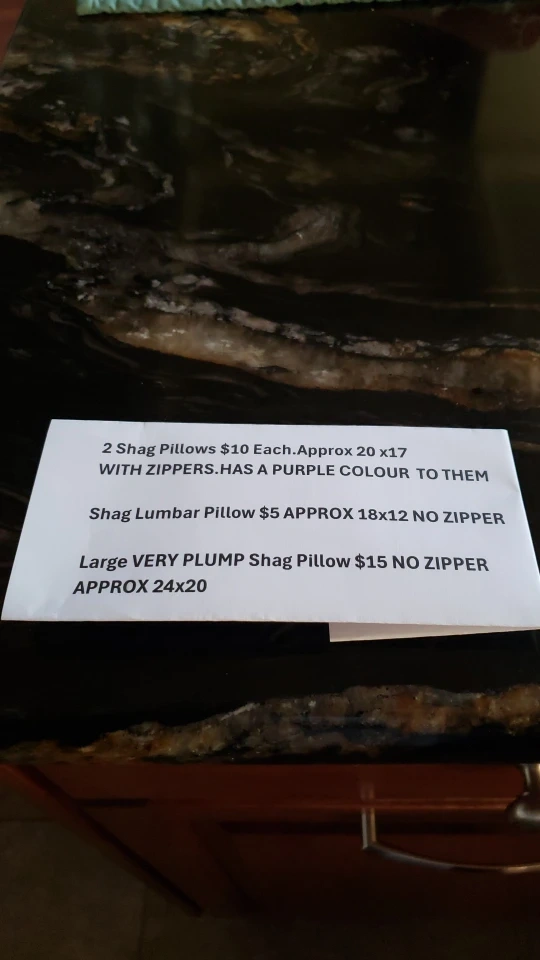 2 Shag Pillows $10 Each.Approx 20 x17
WITH ZIPPERS.HAS A PURPLE COLOUR TO THEM
Shag Lumbar Pillow $5 APPROX 18x12 NO ZIPPER
Large VERY PLUMP Shag Pillow $15 NO ZIPPER
APPROX 24x20